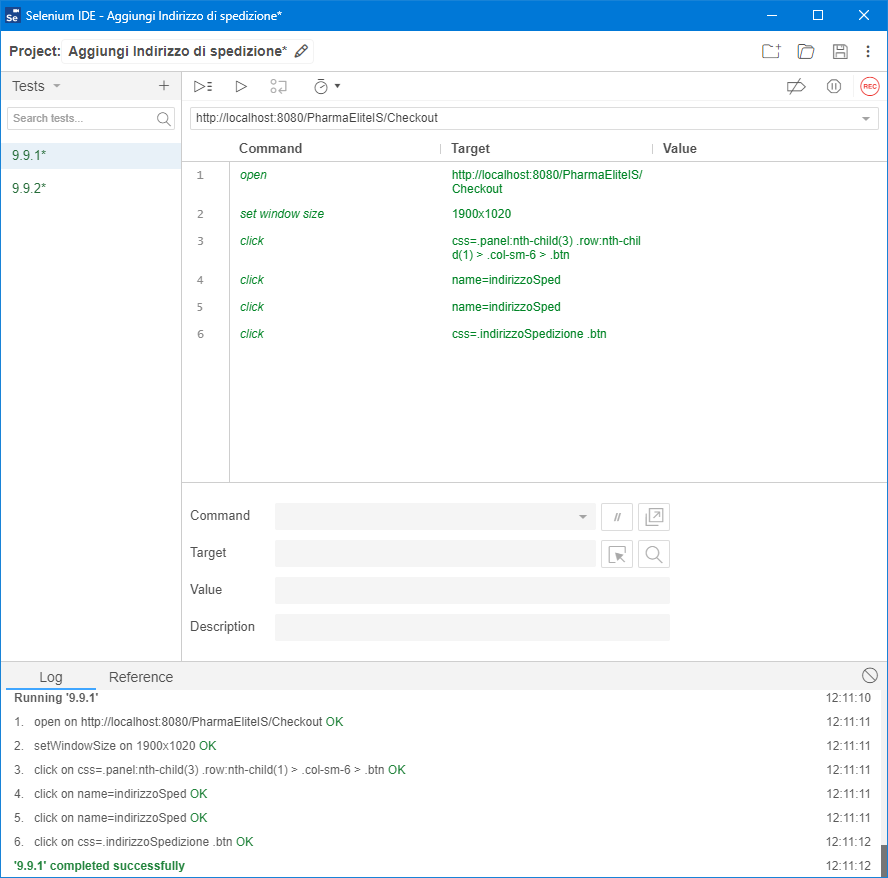 Se Selenium IDE - Aggiungi Indirizzo di spedizione*
Project: Aggiungi Indirizzo di spedizione*
Tests
REC
Search tests...
http://localhost:8080/PharmaEliteIS/Checkout
9.9.1*
9.9.2*
Command Target Value
1 open http://localhost:8080/PharmaEliteIS/
Checkout
2 set window size 1900x1020
3 click css=.panel:nth-child(3) .row:nth-chil
d(1) > .col-sm-6 > .btn
4 click name=indirizzoSped
5 click name=indirizzoSped
6 click css=.indirizzoSpedizione .btn
Command //
Target
Value
Description
Log Reference
Running '9.9.1' 12:11:10
1. open on http://localhost:8080/PharmaEliteIS/Checkout OK 12:11:11
2. setWindowSize on 1900x1020 OK 12:11:11
3. click on css=.panel:nth-child(3) .row:nth-child(1) > .col-sm-6 > .btn OK 12:11:11
4. click on name=indirizzoSped OK 12:11:11
5. click on name=indirizzoSped OK 12:11:11
6. click on css=.indirizzoSpedizione .btn OK 12:11:12
'9.9.1' completed successfully 12:11:12